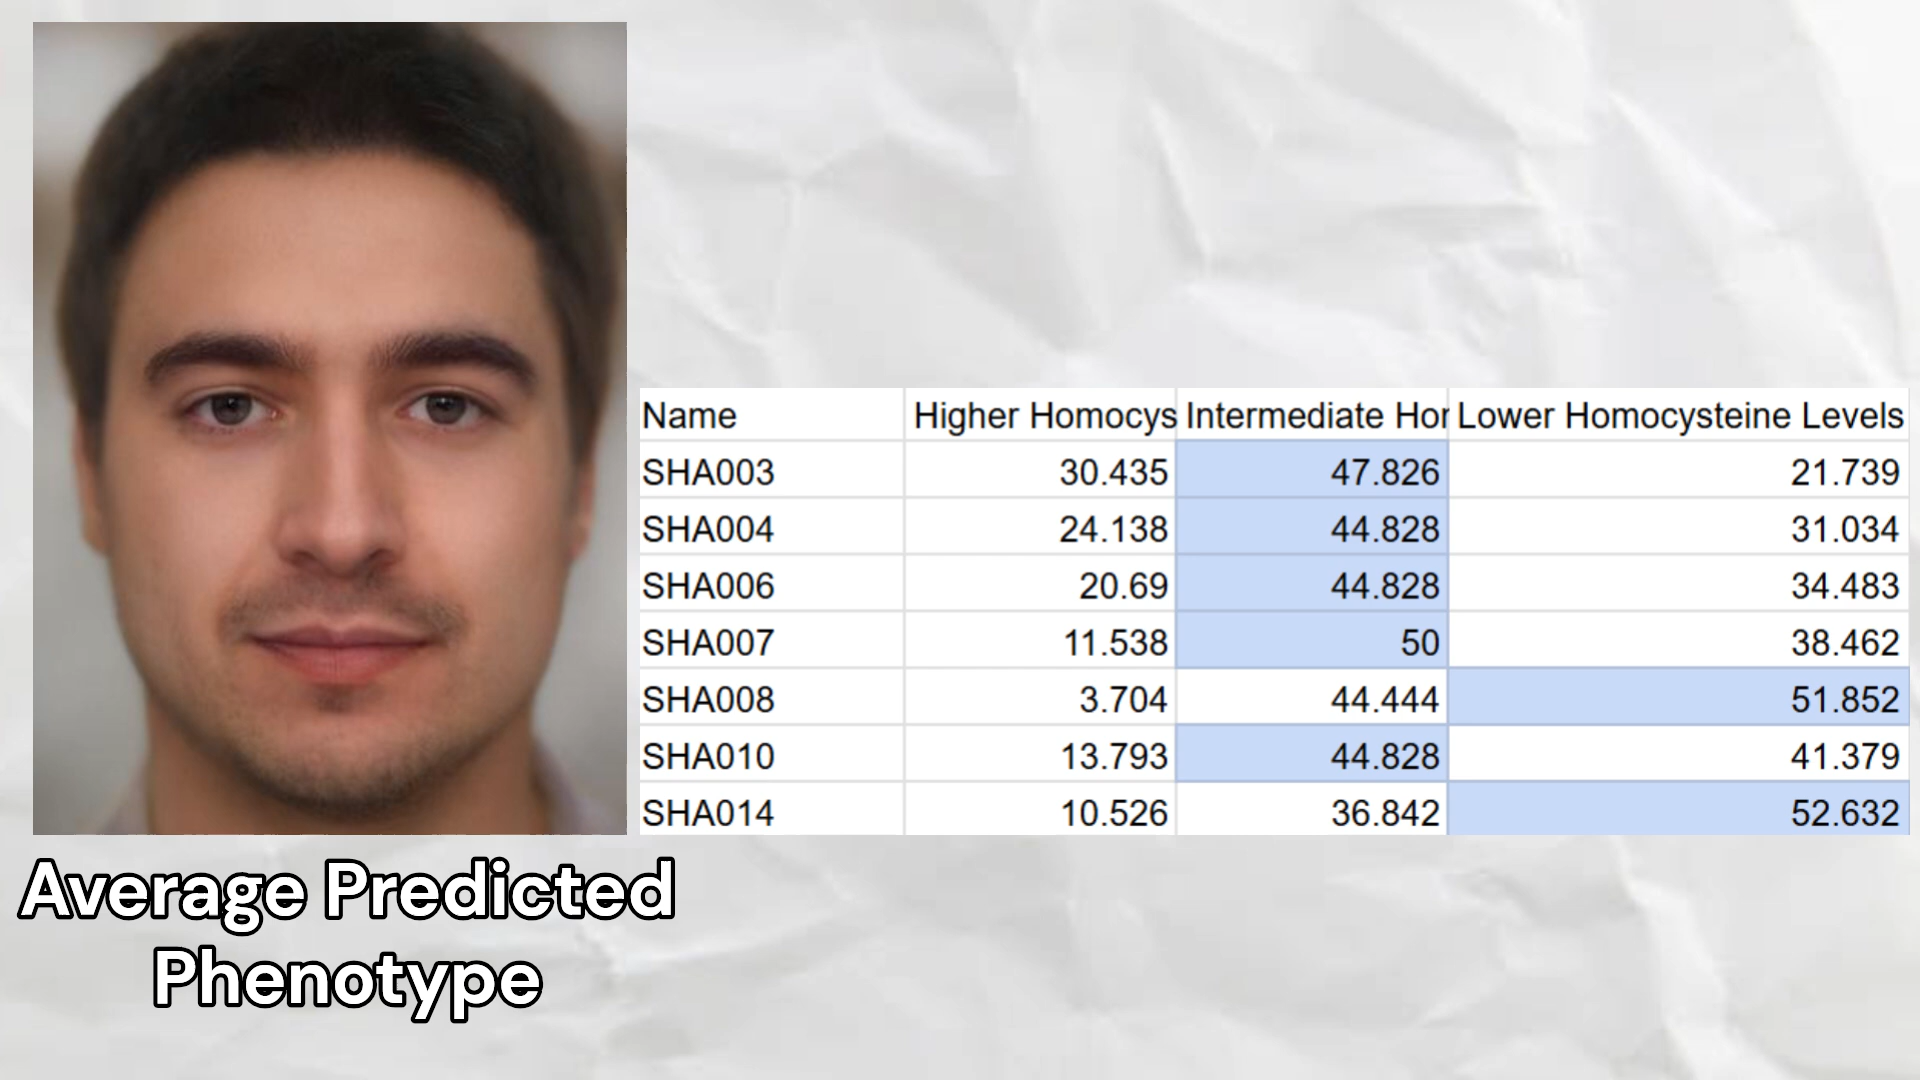 Name Higher Homocys Intermediate Hor Lower Homocysteine Levels
SHA003 30.435 47.826 21.739
SHA004 24.138 44.828 31.034
SHA006 20.69 44.828 34.483
SHA007 11.538 50 38.462
SHA008 3.704 44.444 51.852
SHA010 13.793 44.828 41.379
SHA014 10.526 36.842 52.632
Average Predicted
Phenotype